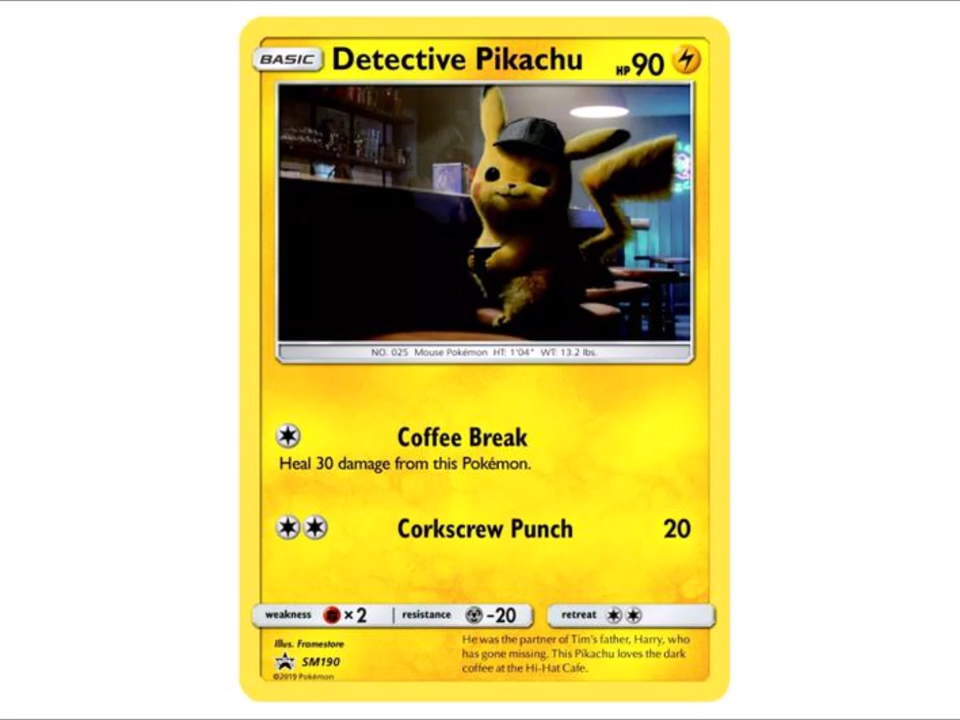 BASIC Detective Pikachu HP 90
NO. 025 Mouse Pokémon HT: 1'04" WT: 13.2 lbs.
Coffee Break
Heal 30 damage from this Pokémon.
Corkscrew Punch 20
weakness ×2 resistance -20 retreat
Illus. Framestore
SM190
©2019 Pokémon
He was the partner of Tim's father, Harry, who
has gone missing. This Pikachu loves the dark
coffee at the Hi-Hat Cafe.